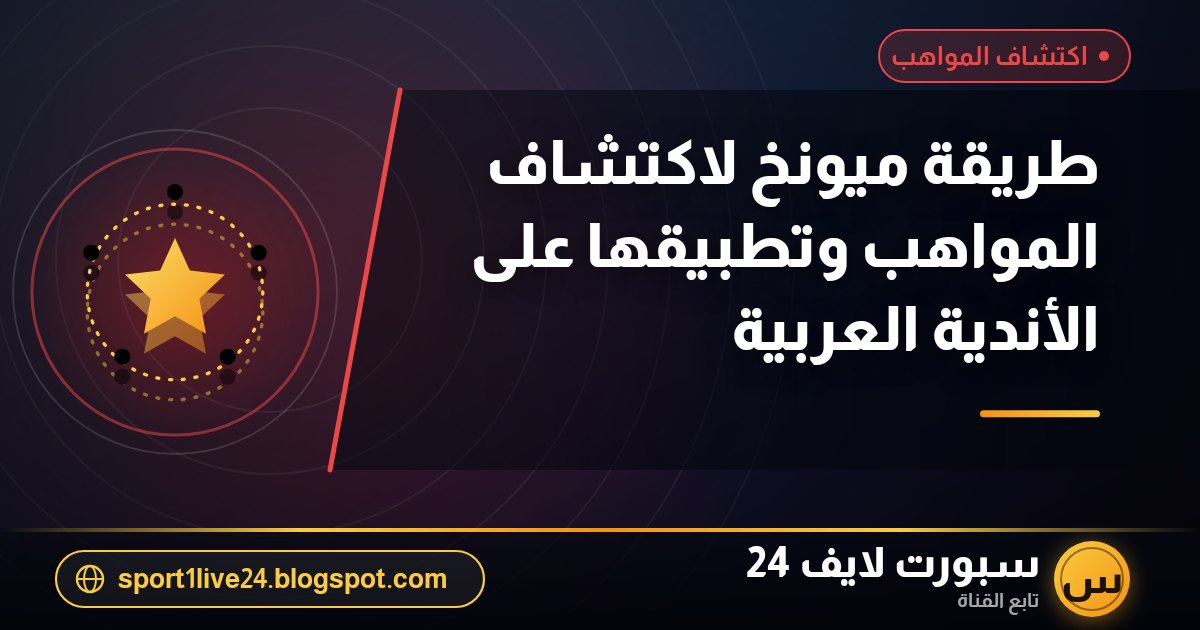 اكتشاف المواهب
طريقة ميونخ لاكتشاف
المواهب وتطبيقها على
الأندية العربية
سبورت لايف 24
تابع القناة
س
sport1live24.blogspot.com